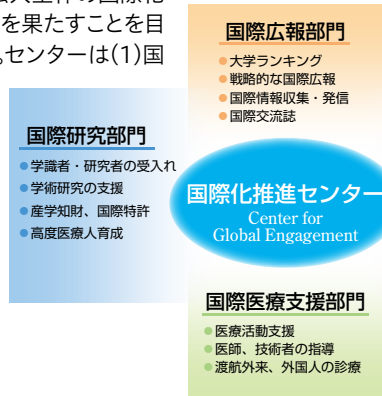 を果たすことを目
。センターは(1)国
国際広報部門
●大学ランキング
●戦略的な国際広報
●国際情報収集・発信
●国際交流誌
国際研究部門
●学識者・研究者の受入れ
●学術研究の支援
●産学知財、国際特許
●高度医療人育成
国際化推進センター
Center for
Global Engagement
国際医療支援部門
●医療活動支援
●医師、技術者の指導
●渡航外来、外国人の診療